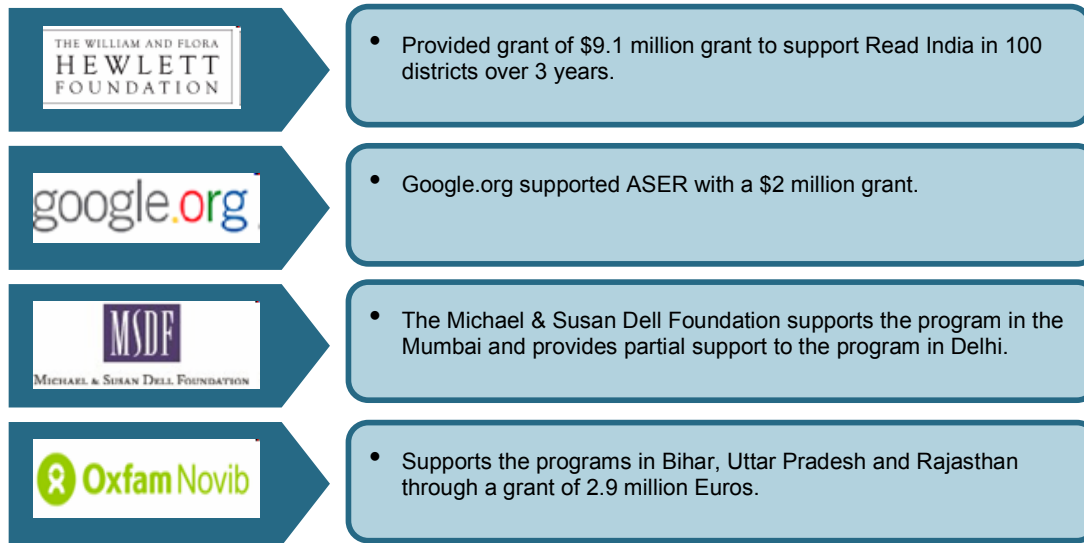 THE WILLIAM AND FLORA
HEWLETT
FOUNDATION
• Provided grant of $9.1 million grant to support Read India in 100
districts over 3 years.
google.org
• Google.org supported ASER with a $2 million grant.
MSDF
MICHAEL & SUSAN DELL FOUNDATION
• The Michael & Susan Dell Foundation supports the program in the
Mumbai and provides partial support to the program in Delhi.
Oxfam Novib
• Supports the programs in Bihar, Uttar Pradesh and Rajasthan
through a grant of 2.9 million Euros.